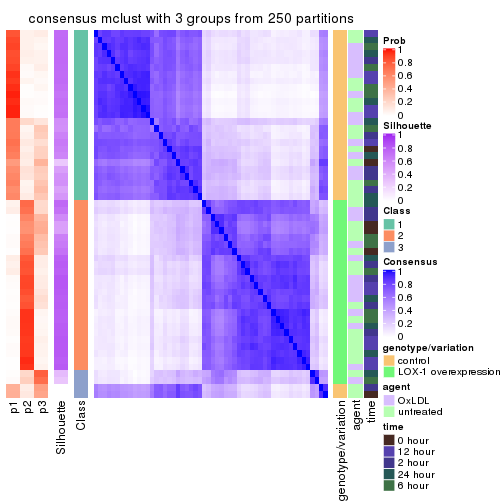 consensus mclust with 3 groups from 250 partitions
p1
p2
p3
Silhouette
Class
genotype/variation
agent
time
Prob
1
0.8
0.6
0.4
0.2
0
Silhouette
1
0.8
0.6
0.4
0.2
0
Class
1
2
3
Consensus
1
0.8
0.6
0.4
0.2
0
genotype/variation
control
LOX-1 overexpression
agent
OxLDL
untreated
time
0 hour
12 hour
2 hour
24 hour
6 hour